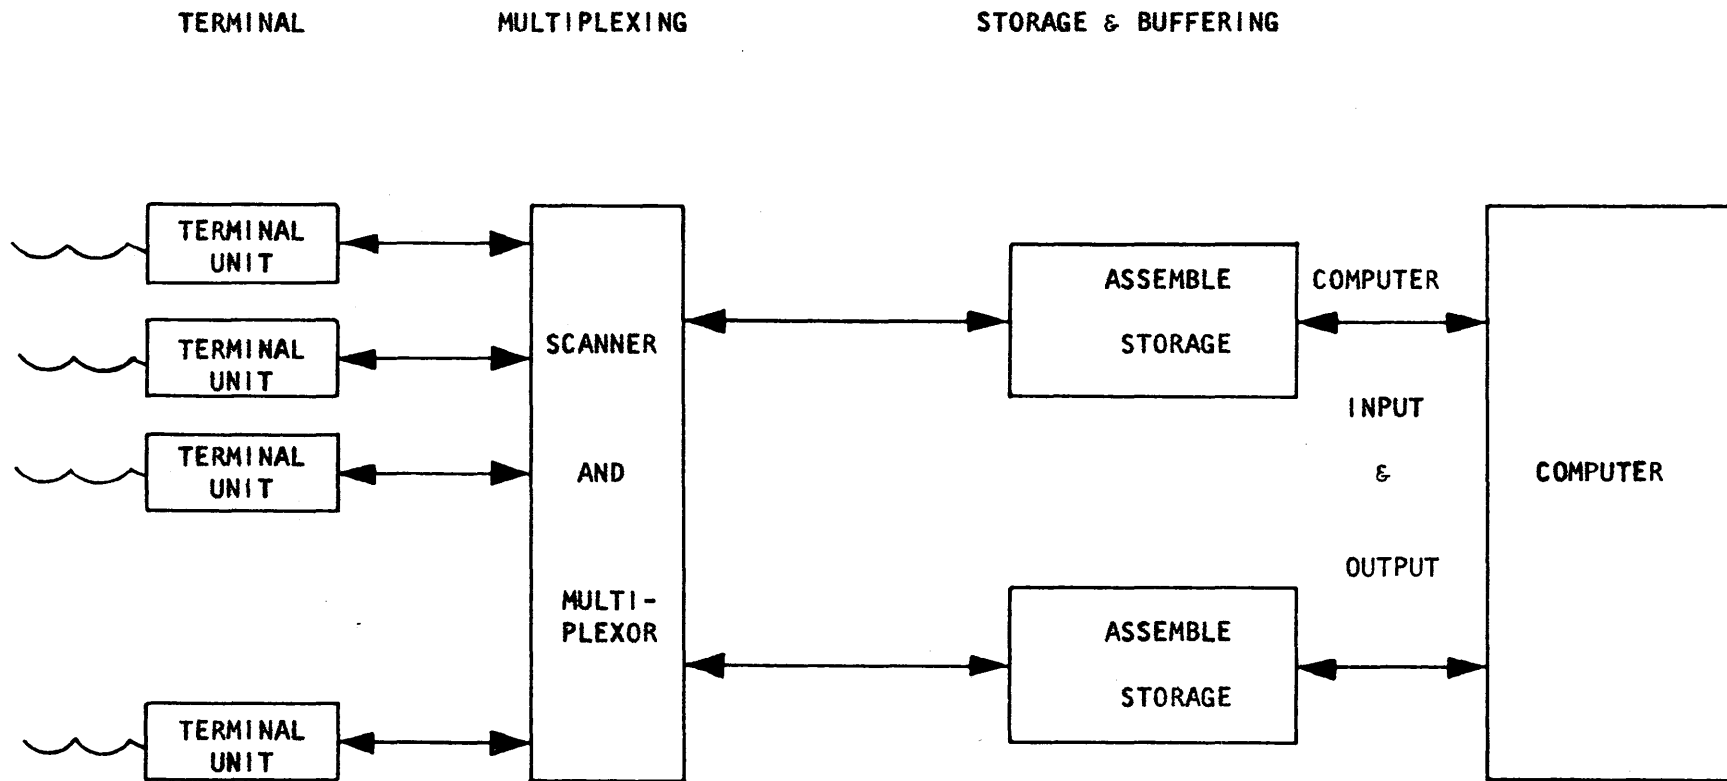 TERMINAL MULTIPLEXING STORAGE & BUFFERING
TERMINAL
UNIT
TERMINAL
UNIT
TERMINAL
UNIT
TERMINAL
UNIT
SCANNER
AND
MULTI-
PLEXOR
ASSEMBLE
STORAGE
ASSEMBLE
STORAGE
COMPUTER
INPUT
&
OUTPUT
COMPUTER